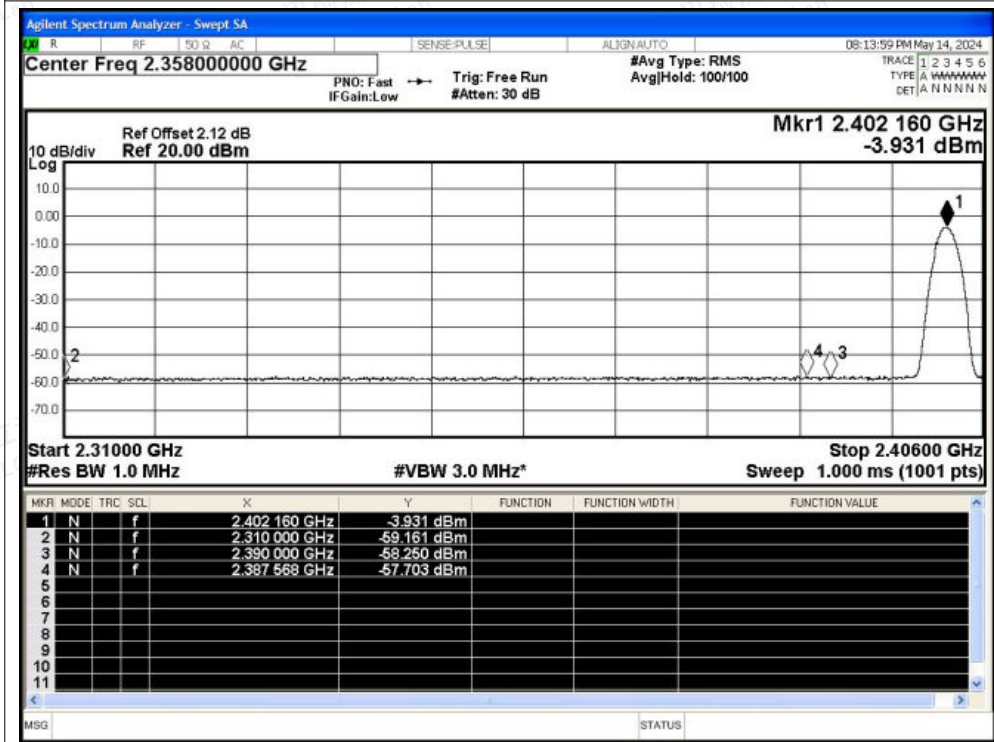 Agilent Spectrum Analyzer - Swept SA
LXI R RF 50 Ω AC SENSE:PULSE ALIGN AUTO 08:13:59 PM May 14, 2024
Center Freq 2.358000000 GHz #Avg Type: RMS TRACE 1 2 3 4 5 6
PNO: Fast Trig: Free Run Avg|Hold: 100/100 TYPE A WWWWW
IFGain:Low #Atten: 30 dB DET A N N N N N
Mkr1 2.402 160 GHz
-3.931 dBm
Ref Offset 2.12 dB
10 dB/div Ref 20.00 dBm
Log
10.0
0.00
-10.0
-20.0
-30.0
-40.0
-50.0
-60.0
-70.0
1
2
4 3
Start 2.31000 GHz Stop 2.40600 GHz
#Res BW 1.0 MHz #VBW 3.0 MHz* Sweep 1.000 ms (1001 pts)
MKR MODE TRC SCL X Y FUNCTION FUNCTION WIDTH FUNCTION VALUE
1 N f 2.402 160 GHz -3.931 dBm
2 N f 2.310 000 GHz -59.161 dBm
3 N f 2.390 000 GHz -58.250 dBm
4 N f 2.387 568 GHz -57.703 dBm
5
6
7
8
9
10
11
MSG STATUS